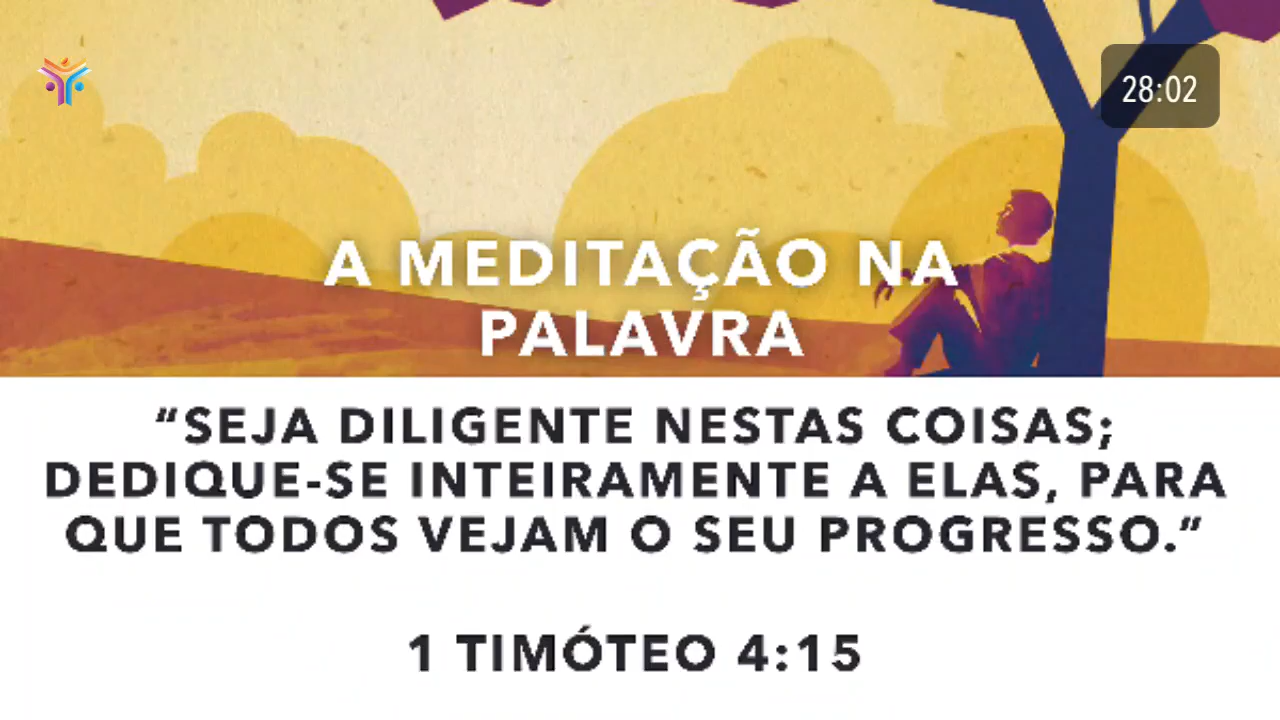 28:02
A MEDITAÇÃO NA
PALAVRA
“SEJA DILIGENTE NESTAS COISAS;
DEDIQUE-SE INTEIRAMENTE A ELAS, PARA
QUE TODOS VEJAM O SEU PROGRESSO.”
1 TIMÓTEO 4:15